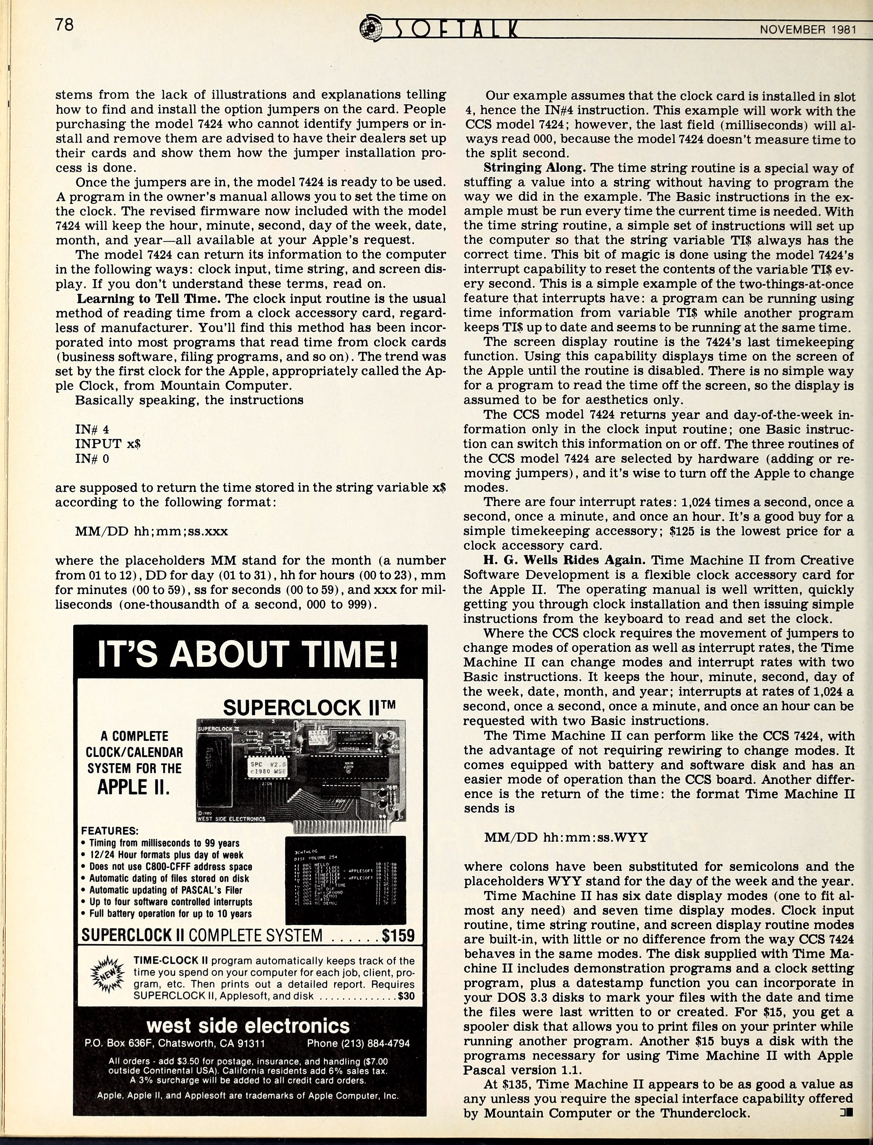 78
SOFTALK
NOVEMBER 1981
stems from the lack of illustrations and explanations telling
how to find and install the option jumpers on the card. People
purchasing the model 7424 who cannot identify jumpers or in-
stall and remove them are advised to have their dealers set up
their cards and show them how the jumper installation pro-
cess is done.
Once the jumpers are in, the model 7424 is ready to be used.
A program in the owner's manual allows you to set the time on
the clock. The revised firmware now included with the model
7424 will keep the hour, minute, second, day of the week, date,
month, and year—all available at your Apple's request.
The model 7424 can return its information to the computer
in the following ways: clock input, time string, and screen dis-
play. If you don't understand these terms, read on.
Learning to Tell Time. The clock input routine is the usual
method of reading time from a clock accessory card, regard-
less of manufacturer. You'll find this method has been incor-
porated into most programs that read time from clock cards
(business software, filing programs, and so on). The trend was
set by the first clock for the Apple, appropriately called the Ap-
ple Clock, from Mountain Computer.
Basically speaking, the instructions
IN# 4
INPUT x$
IN# 0
are supposed to return the time stored in the string variable x$
according to the following format:
MM/DD hh;mm;ss.xxx
where the placeholders MM stand for the month (a number
from 01 to 12), DD for day (01 to 31), hh for hours (00 to 23), mm
for minutes (00 to 59), ss for seconds (00 to 59), and xxx for mil-
liseconds (one-thousandth of a second, 000 to 999).
IT'S ABOUT TIME!
SUPERCLOCK II™
A COMPLETE
CLOCK/CALENDAR
SYSTEM FOR THE
APPLE II.
SUPERCLOCK II
SPC V2.0
c1980 WSE
WEST SIDE ELECTRONICS
FEATURES:
• Timing from milliseconds to 99 years
• 12/24 Hour formats plus day of week
• Does not use C800-CFFF address space
• Automatic dating of files stored on disk
• Automatic updating of PASCAL's Filer
• Up to four software controlled interrupts
• Full battery operation for up to 10 years
DISK VOLUME 254
SUPERCLOCK II COMPLETE SYSTEM ......$159
NEW
TIME-CLOCK II program automatically keeps track of the
time you spend on your computer for each job, client, pro-
gram, etc. Then prints out a detailed report. Requires
SUPERCLOCK II, Applesoft, and disk ..............$30
west side electronics
P.O. Box 636F, Chatsworth, CA 91311 Phone (213) 884-4794
All orders - add $3.50 for postage, insurance, and handling ($7.00
outside Continental USA). California residents add 6% sales tax.
A 3% surcharge will be added to all credit card orders.
Apple, Apple II, and Applesoft are trademarks of Apple Computer, Inc.
Our example assumes that the clock card is installed in slot
4, hence the IN#4 instruction. This example will work with the
CCS model 7424; however, the last field (milliseconds) will al-
ways read 000, because the model 7424 doesn't measure time to
the split second.
Stringing Along. The time string routine is a special way of
stuffing a value into a string without having to program the
way we did in the example. The Basic instructions in the ex-
ample must be run every time the current time is needed. With
the time string routine, a simple set of instructions will set up
the computer so that the string variable TI$ always has the
correct time. This bit of magic is done using the model 7424's
interrupt capability to reset the contents of the variable TI$ ev-
ery second. This is a simple example of the two-things-at-once
feature that interrupts have: a program can be running using
time information from variable TI$ while another program
keeps TI$ up to date and seems to be running at the same time.
The screen display routine is the 7424's last timekeeping
function. Using this capability displays time on the screen of
the Apple until the routine is disabled. There is no simple way
for a program to read the time off the screen, so the display is
assumed to be for aesthetics only.
The CCS model 7424 returns year and day-of-the-week in-
formation only in the clock input routine; one Basic instruc-
tion can switch this information on or off. The three routines of
the CCS model 7424 are selected by hardware (adding or re-
moving jumpers), and it's wise to turn off the Apple to change
modes.
There are four interrupt rates: 1,024 times a second, once a
second, once a minute, and once an hour. It's a good buy for a
simple timekeeping accessory; $125 is the lowest price for a
clock accessory card.
H. G. Wells Rides Again. Time Machine II from Creative
Software Development is a flexible clock accessory card for
the Apple II. The operating manual is well written, quickly
getting you through clock installation and then issuing simple
instructions from the keyboard to read and set the clock.
Where the CCS clock requires the movement of jumpers to
change modes of operation as well as interrupt rates, the Time
Machine II can change modes and interrupt rates with two
Basic instructions. It keeps the hour, minute, second, day of
the week, date, month, and year; interrupts at rates of 1,024 a
second, once a second, once a minute, and once an hour can be
requested with two Basic instructions.
The Time Machine II can perform like the CCS 7424, with
the advantage of not requiring rewiring to change modes. It
comes equipped with battery and software disk and has an
easier mode of operation than the CCS board. Another differ-
ence is the return of the time: the format Time Machine II
sends is
MM/DD hh:mm:ss.WYY
where colons have been substituted for semicolons and the
placeholders WYY stand for the day of the week and the year.
Time Machine II has six date display modes (one to fit al-
most any need) and seven time display modes. Clock input
routine, time string routine, and screen display routine modes
are built-in, with little or no difference from the way CCS 7424
behaves in the same modes. The disk supplied with Time Ma-
chine II includes demonstration programs and a clock setting
program, plus a datestamp function you can incorporate in
your DOS 3.3 disks to mark your files with the date and time
the files were last written to or created. For $15, you get a
spooler disk that allows you to print files on your printer while
running another program. Another $15 buys a disk with the
programs necessary for using Time Machine II with Apple
Pascal version 1.1.
At $135, Time Machine II appears to be as good a value as
any unless you require the special interface capability offered
by Mountain Computer or the Thunderclock.